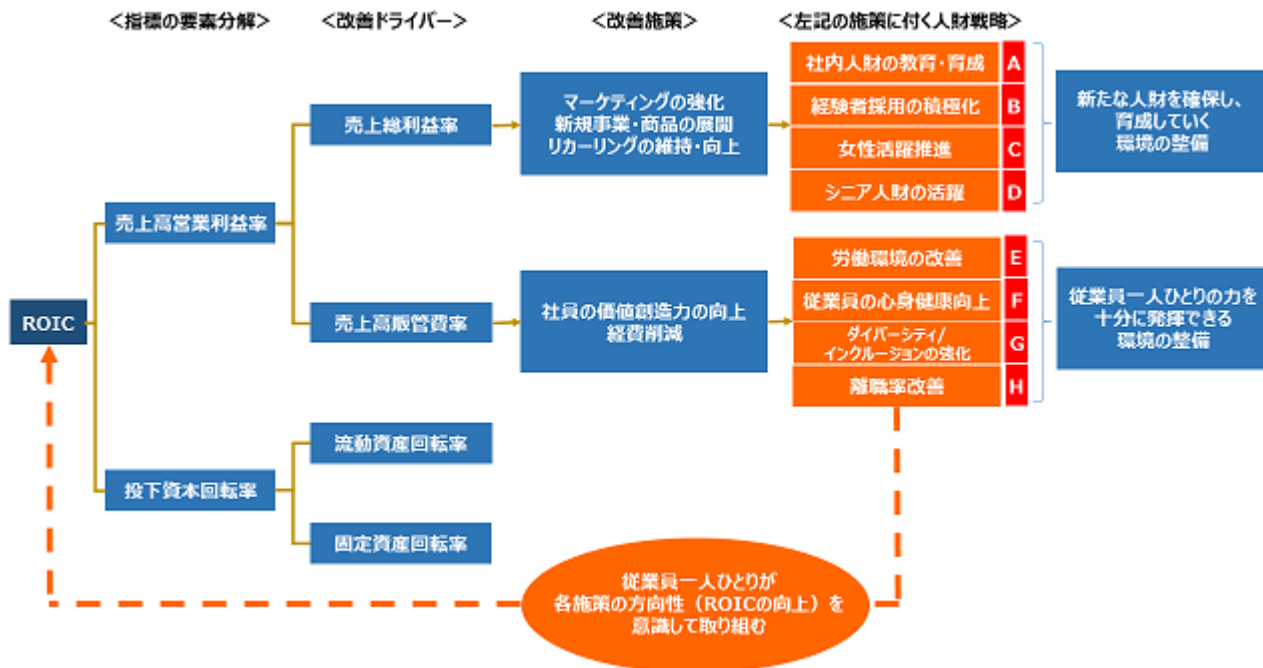 <指標の要素分解>
<改善ドライバー>
<改善施策>
<左記の施策に付く人財戦略>
ROIC
売上高営業利益率
投下資本回転率
売上総利益率
売上高販管費率
流動資産回転率
固定資産回転率
マーケティングの強化
新規事業・商品の展開
リカーリングの維持・向上
社員の価値創造力の向上
経費削減
社内人財の教育・育成 A
経験者採用の積極化 B
女性活躍推進 C
シニア人財の活躍 D
新たな人財を確保し、
育成していく
環境の整備
労働環境の改善 E
従業員の心身健康向上 F
ダイバーシティ/
インクルージョンの強化 G
離職率改善 H
従業員一人ひとりの力を
十分に発揮できる
環境の整備
従業員一人ひとりが
各施策の方向性（ROICの向上）を
意識して取り組む